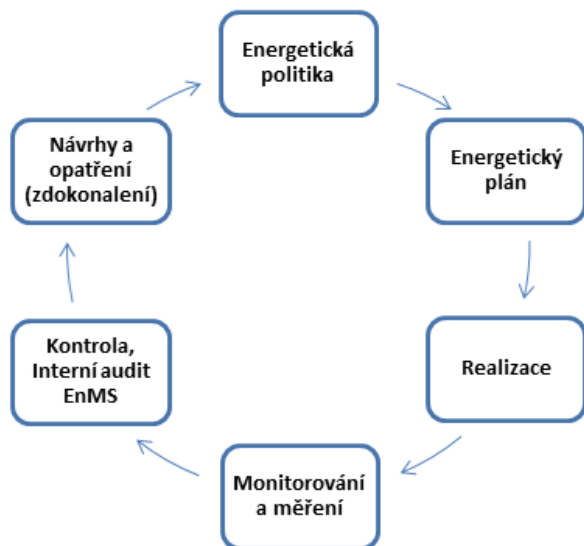 Energetická
politika
Energetický
plán
Realizace
Monitorování
a měření
Kontrola,
Interní audit
EnMS
Návrhy a
opatření
(zdokonalení)